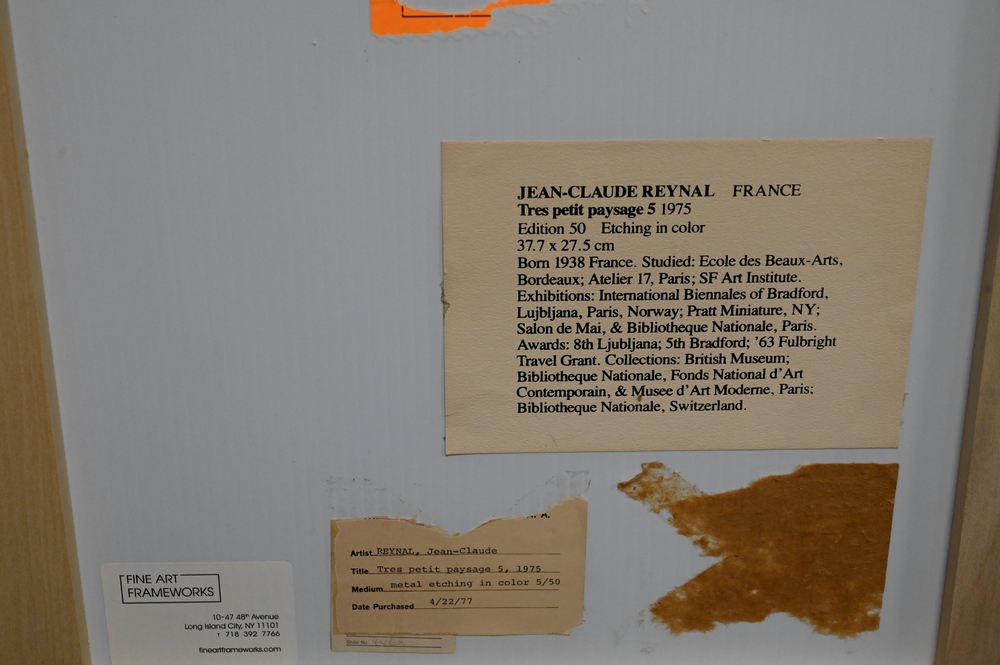 JEAN-CLAUDE REYNAL FRANCE
Tres petit paysage 5 1975
Edition 50 Etching in color
37.7 x 27.5 cm
Born 1938 France. Studied: Ecole des Beaux-Arts,
Bordeaux; Atelier 17, Paris; SF Art Institute.
Exhibitions: International Biennales of Bradford,
Lujbljana, Paris, Norway; Pratt Miniature, NY;
Salon de Mai, & Bibliotheque Nationale, Paris.
Awards: 8th Ljubljana; 5th Bradford; '63 Fulbright
Travel Grant. Collections: British Museum;
Bibliotheque Nationale, Fonds National d'Art
Contemporain, & Musee d'Art Moderne, Paris;
Bibliotheque Nationale, Switzerland.
Artist REYNAL, Jean-Claude
Title Tres petit paysage 5, 1975
Medium metal etching in color 5/50
Date Purchased 4/22/77
FINE ART
FRAMEWORKS
10-47 48th Avenue
Long Island City, NY 11101
T 718 392 7766
fineartframeworks.com